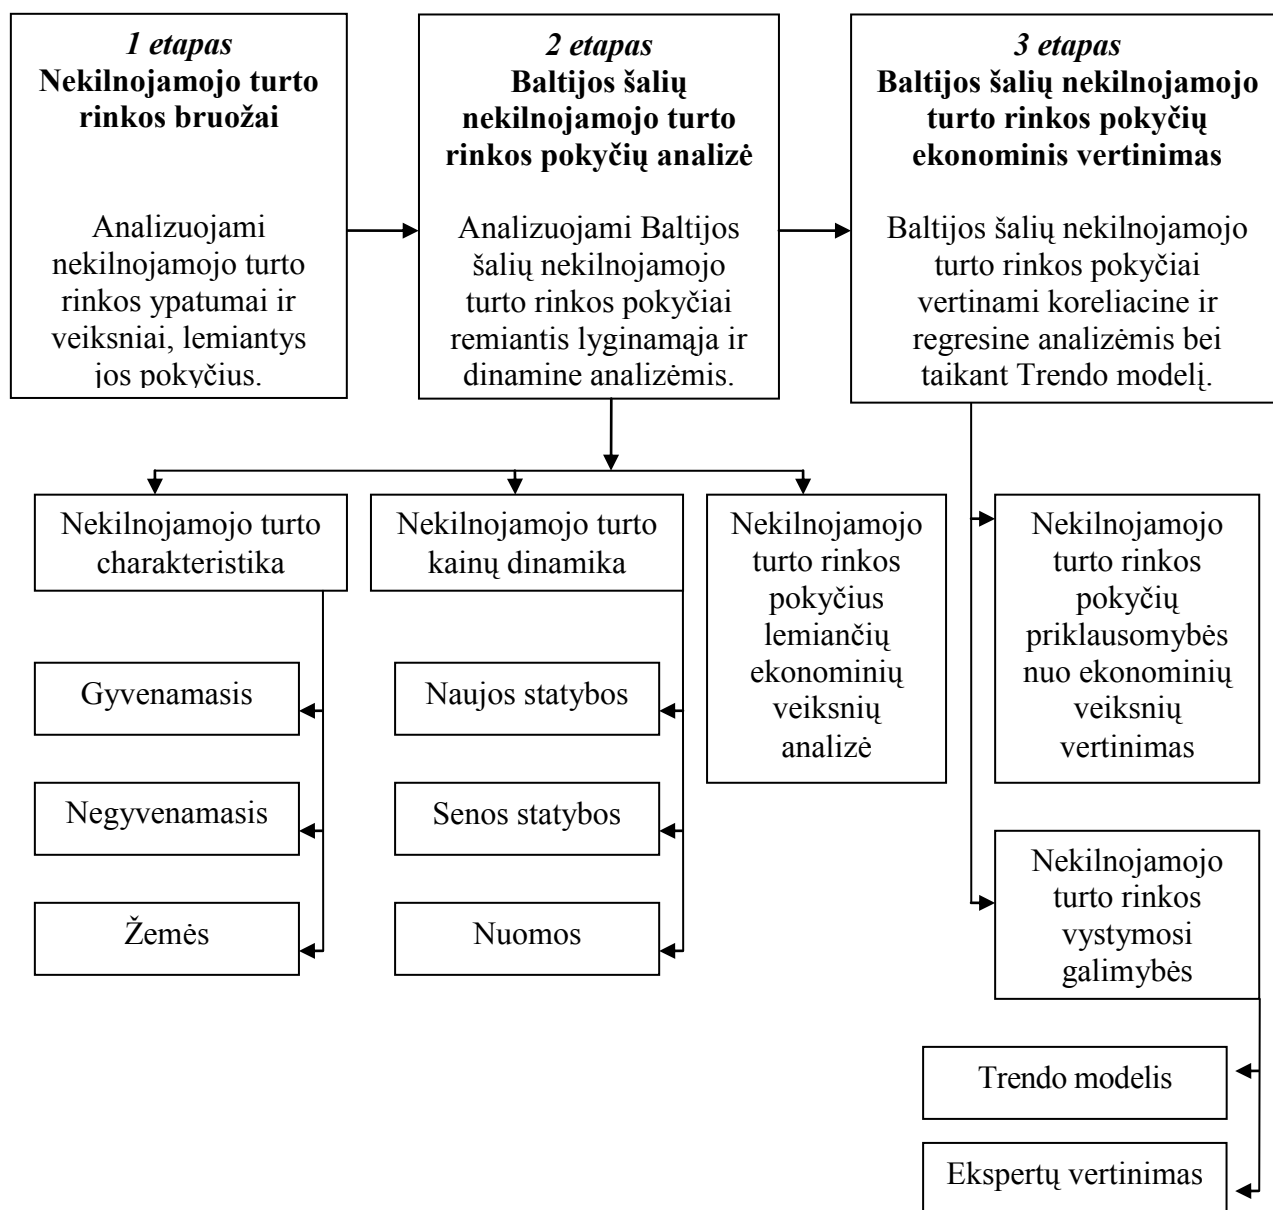 1 etapas
Nekilnojamojo turto
rinkos bruožai
Analizuojami
nekilnojamojo turto
rinkos ypatumai ir
veiksniai, lemiantys
jos pokyčius.
2 etapas
Baltijos šalių
nekilnojamojo turto
rinkos pokyčių analizė
Analizuojami Baltijos
šalių nekilnojamojo
turto rinkos pokyčiai
remiantis lyginamąja ir
dinamine analizėmis.
3 etapas
Baltijos šalių nekilnojamojo
turto rinkos pokyčių
ekonominis vertinimas
Baltijos šalių nekilnojamojo
turto rinkos pokyčiai
vertinami koreliacine ir
regresine analizėmis bei
taikant Trendo modelį.
Nekilnojamojo turto
charakteristika
Gyvenamasis
Negyvenamasis
Žemės
Nekilnojamojo turto
kainų dinamika
Naujos statybos
Senos statybos
Nuomos
Nekilnojamojo
turto rinkos
pokyčius
lemiančių
ekonominių
veiksnių
analizė
Nekilnojamojo
turto rinkos
pokyčių
priklausomybės
nuo ekonominių
veiksnių
vertinimas
Nekilnojamojo
turto rinkos
vystymosi
galimybės
Trendo modelis
Ekspertų vertinimas